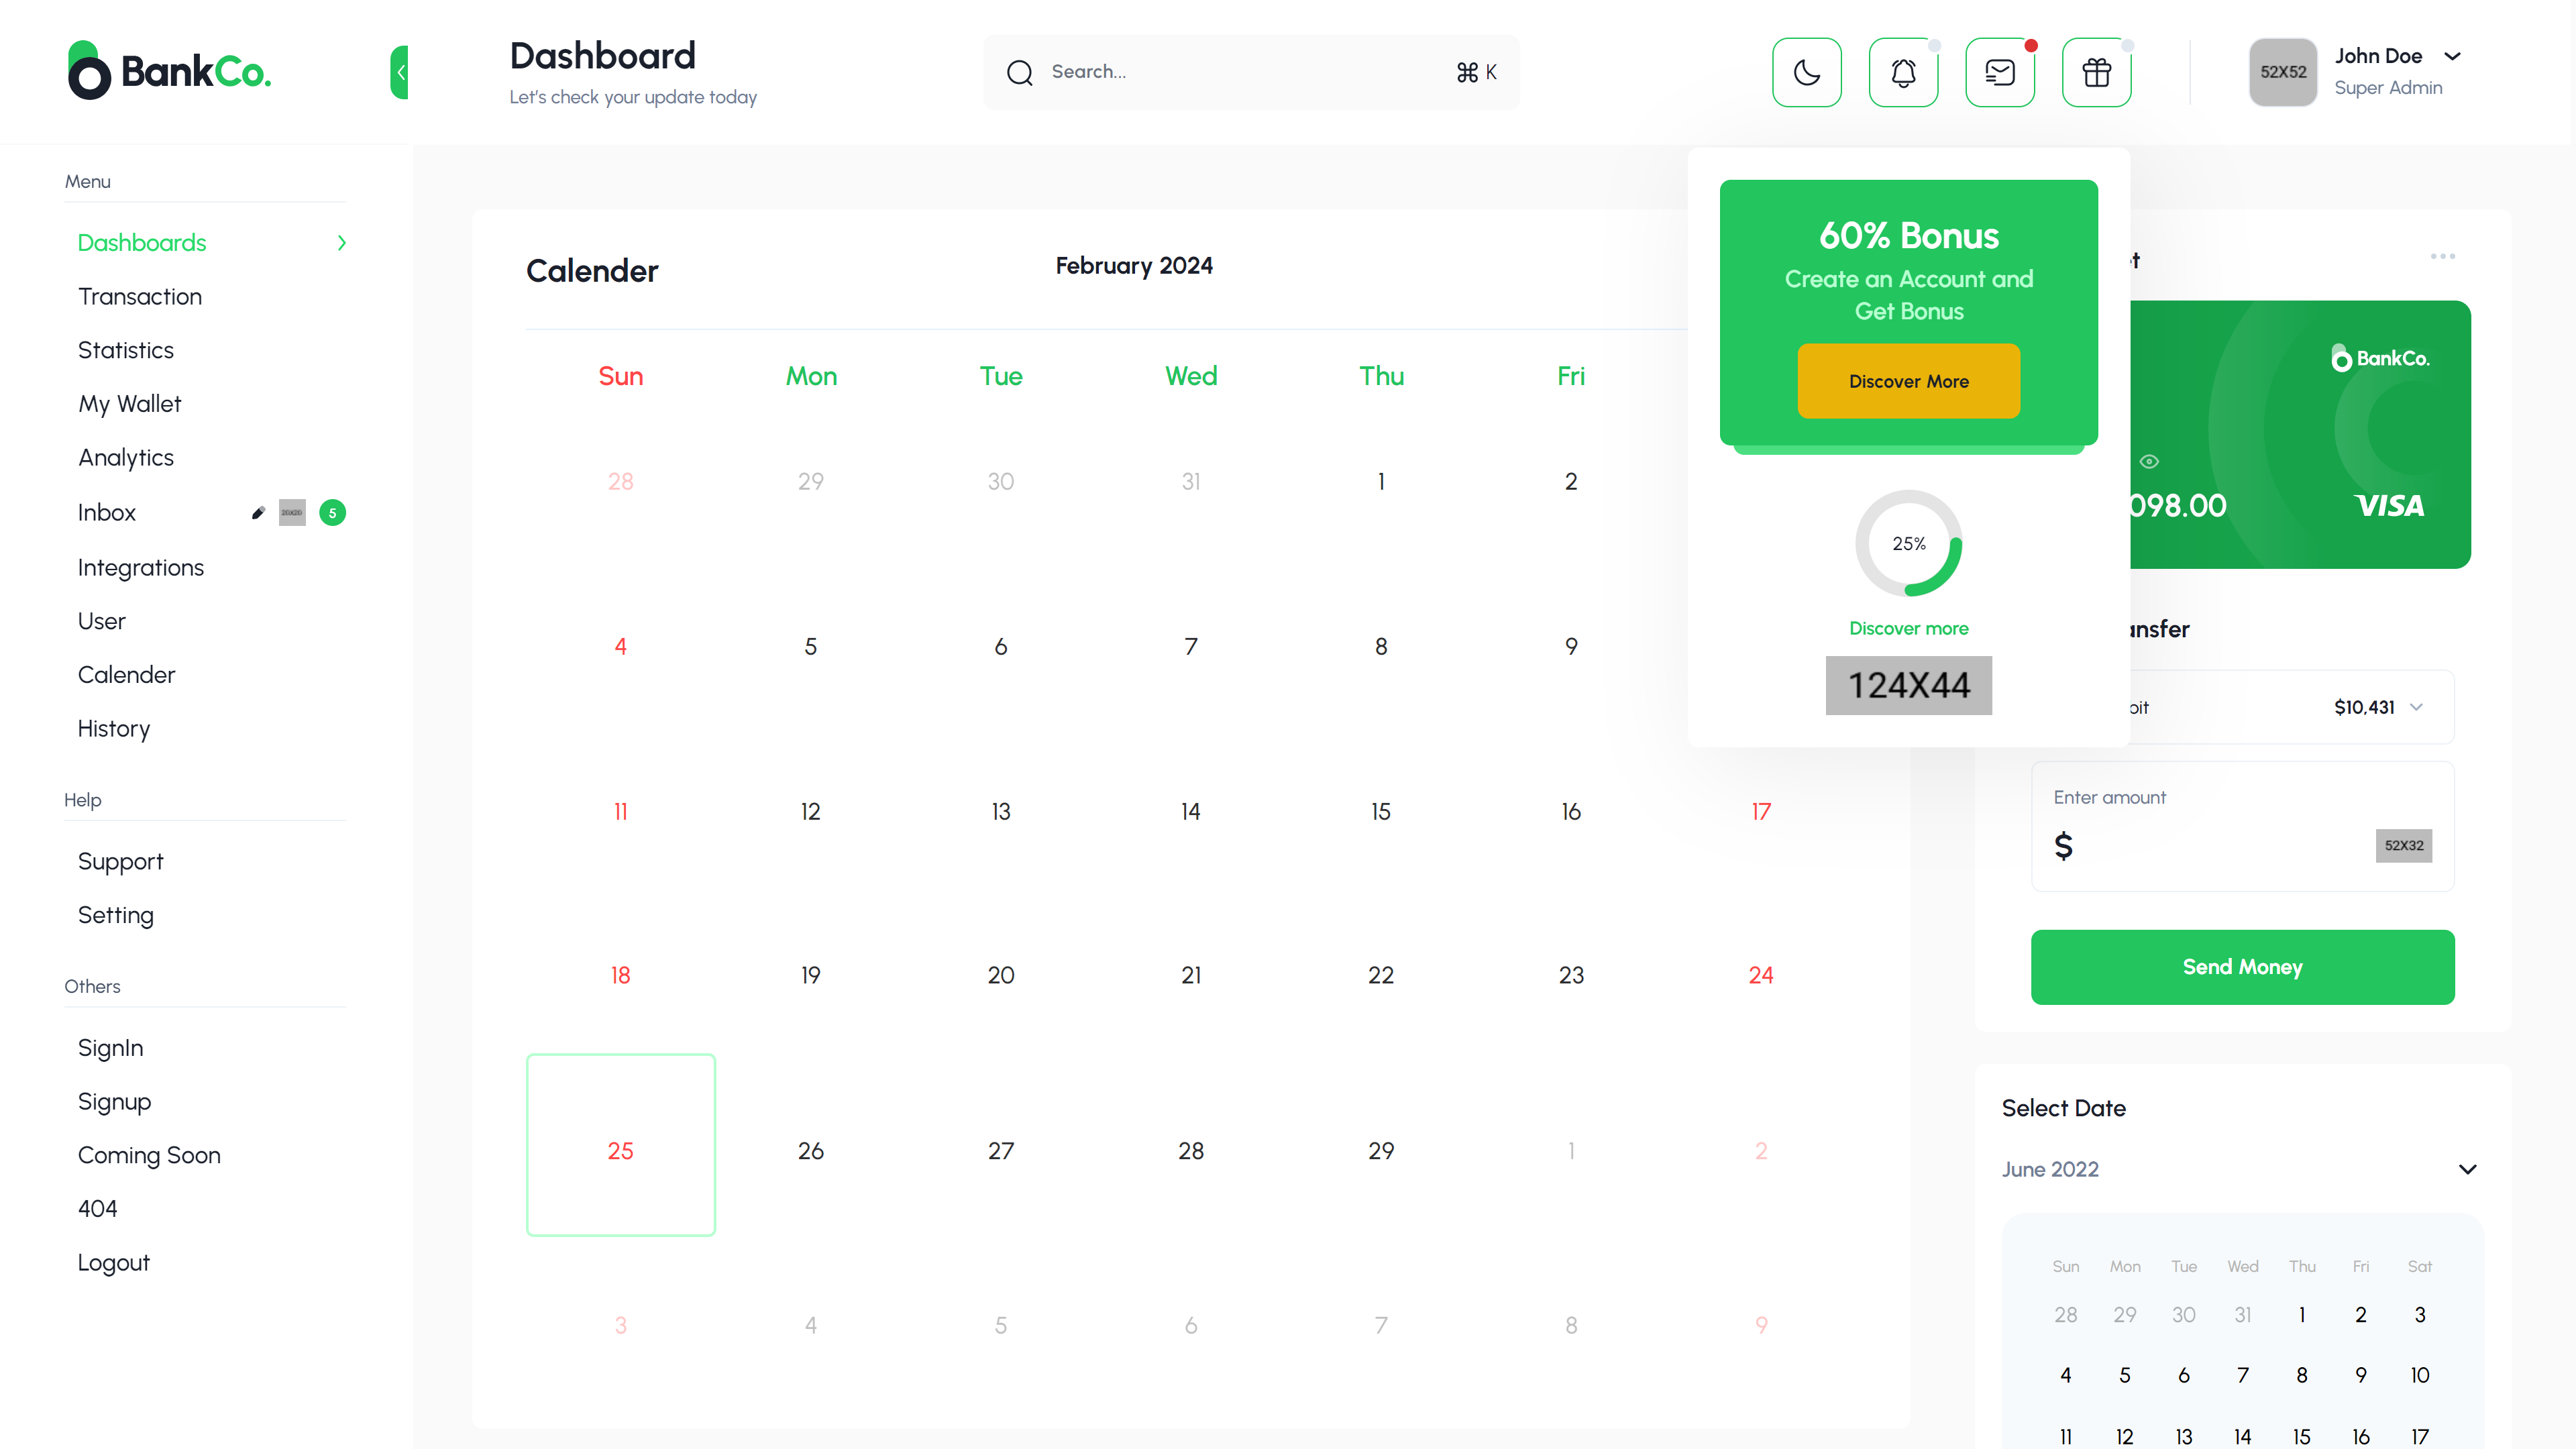 BankCo.
Dashboard
Let's check your update today
Search...
⌘ K
52X52
John Doe
Super Admin
Menu
Dashboards
Transaction
Statistics
My Wallet
Analytics
Inbox
20X20
5
Integrations
User
Calender
History
Help
Support
Setting
Others
SignIn
Signup
Coming Soon
404
Logout
Calender
February 2024
Sun Mon Tue Wed Thu Fri
28 29 30 31 1 2
4 5 6 7 8 9
11 12 13 14 15 16 17
18 19 20 21 22 23 24
25 26 27 28 29 1 2
3 4 5 6 7 8 9
60% Bonus
Create an Account and
Get Bonus
Discover More
25%
Discover more
124X44
BankCo.
098.00
VISA
ansfer
bit
$10,431
Enter amount
$
52X32
Send Money
Select Date
June 2022
Sun Mon Tue Wed Thu Fri Sat
28 29 30 31 1 2 3
4 5 6 7 8 9 10
11 12 13 14 15 16 17